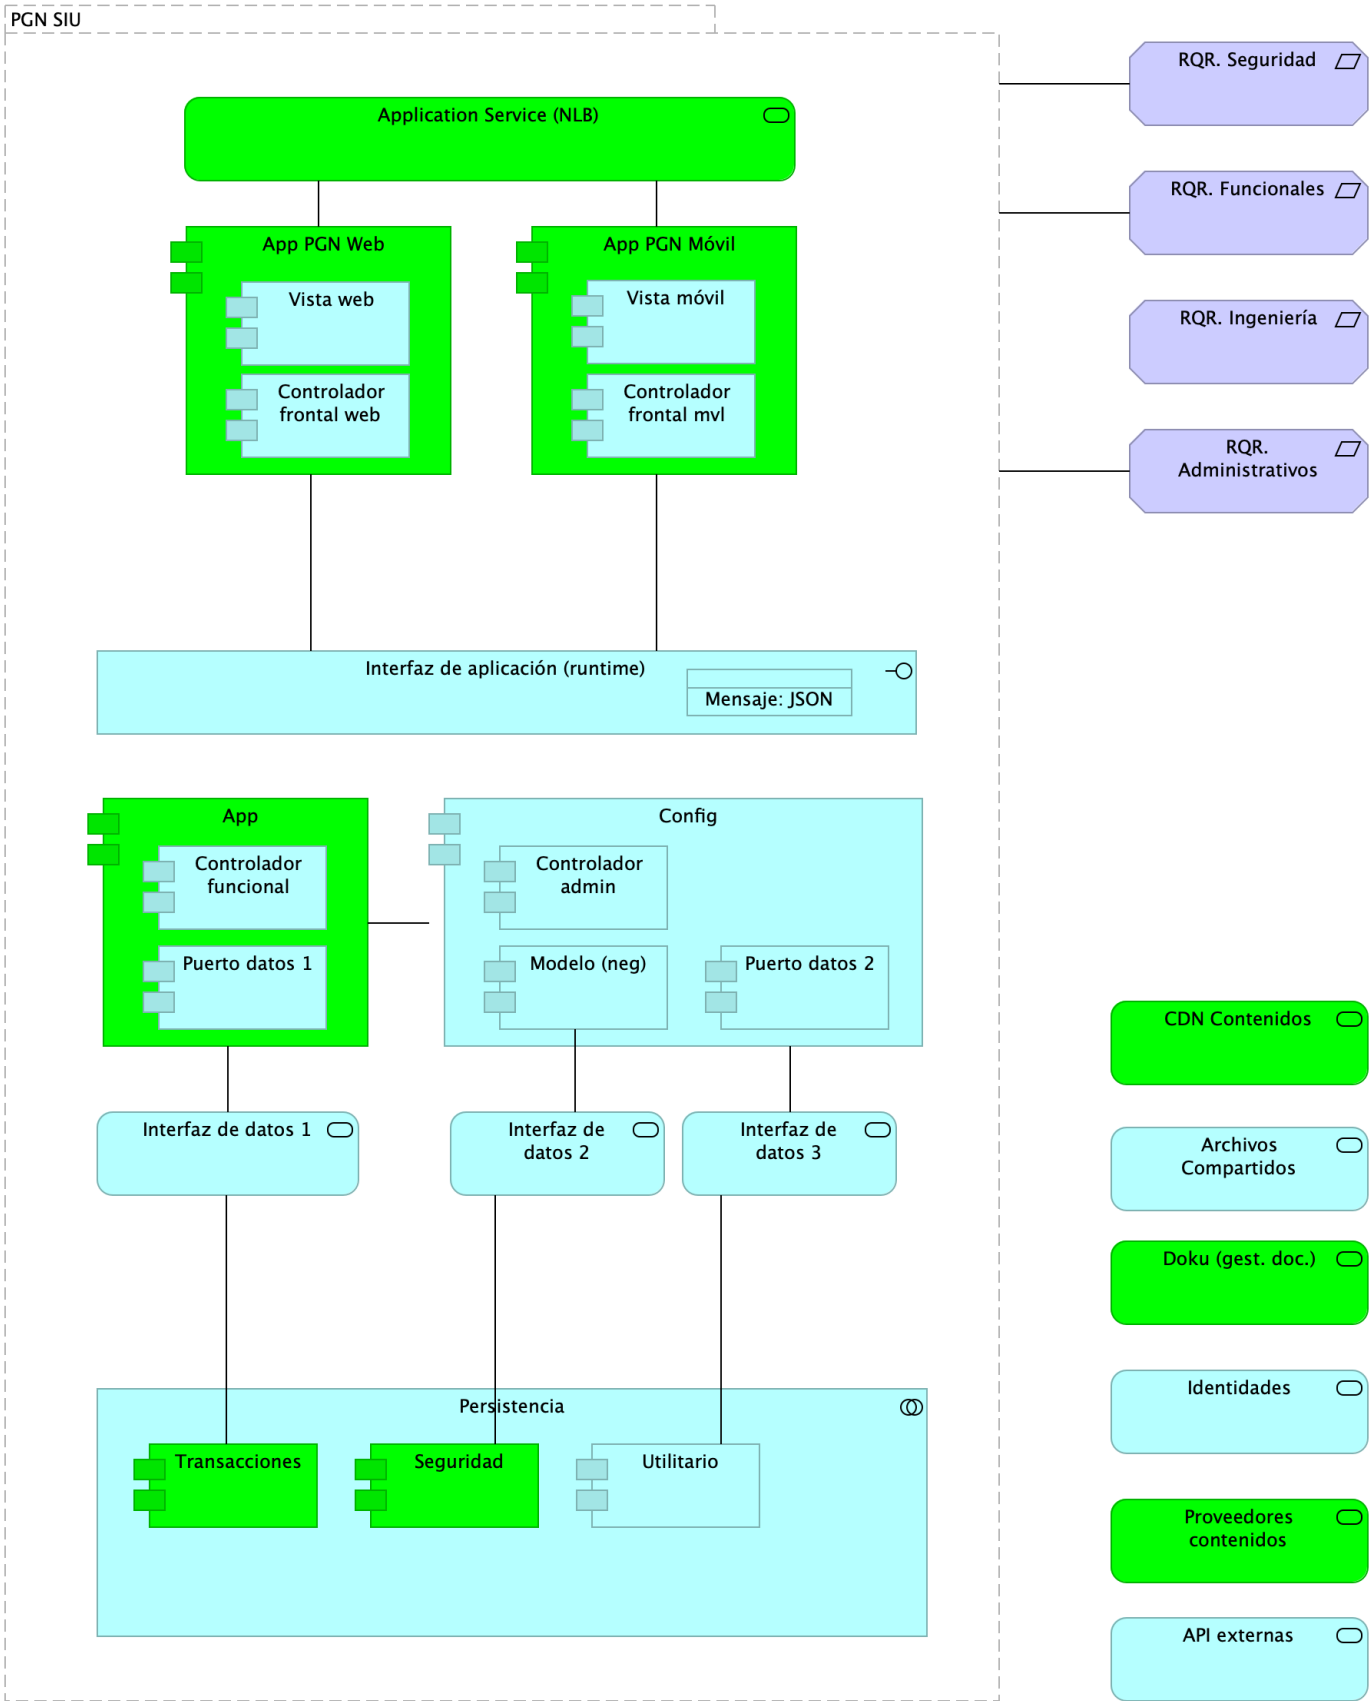 PGN SIU
RQR. Seguridad
Application Service (NLB)
RQR. Funcionales
App PGN Web
App PGN Móvil
Vista web
Vista móvil
RQR. Ingeniería
Controlador
frontal web
Controlador
frontal mvl
RQR.
Administrativos
Interfaz de aplicación (runtime)
Mensaje: JSON
App
Config
Controlador
funcional
Controlador
admin
Puerto datos 1
Modelo (neg)
Puerto datos 2
CDN Contenidos
Interfaz de datos 1
Interfaz de
datos 2
Interfaz de
datos 3
Archivos
Compartidos
Doku (gest. doc.)
Identidades
Persistencia
Transacciones
Seguridad
Utilitario
Proveedores
contenidos
API externas